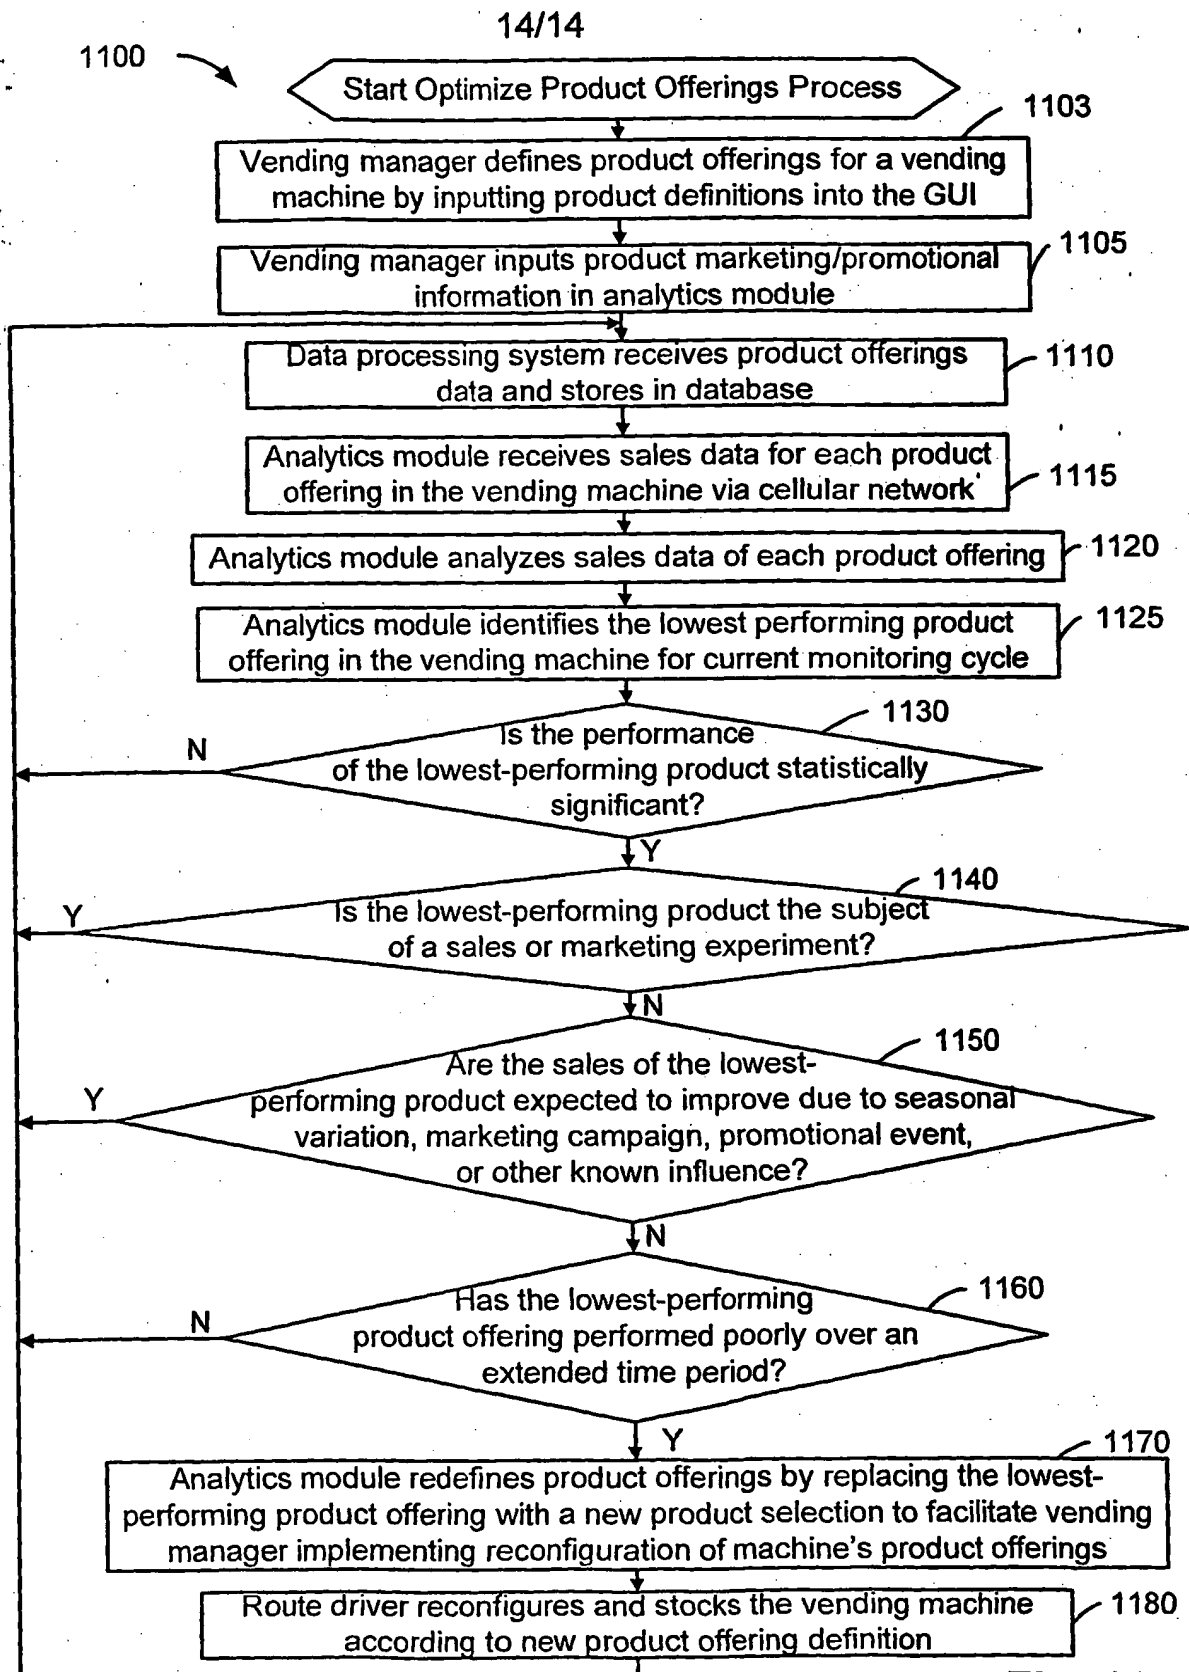 14/14
1100
Start Optimize Product Offerings Process
1103
Vending manager defines product offerings for a vending
machine by inputting product definitions into the GUI
1105
Vending manager inputs product marketing/promotional
information in analytics module
1110
Data processing system receives product offerings
data and stores in database
Analytics module receives sales data for each product
offering in the vending machine via cellular network
1115
Analytics module analyzes sales data of each product offering
1120
Analytics module identifies the lowest performing product
offering in the vending machine for current monitoring cycle
1125
1130
N
Is the performance
of the lowest-performing product statistically
significant?
Y
1140
Y
Is the lowest-performing product the subject
of a sales or marketing experiment?
N
1150
Y
Are the sales of the lowest-
performing product expected to improve due to seasonal
variation, marketing campaign, promotional event,
or other known influence?
N
1160
N
Has the lowest-performing
product offering performed poorly over an
extended time period?
Y
1170
Analytics module redefines product offerings by replacing the lowest-
performing product offering with a new product selection to facilitate vending
manager implementing reconfiguration of machine's product offerings
Route driver reconfigures and stocks the vending machine
according to new product offering definition
1180